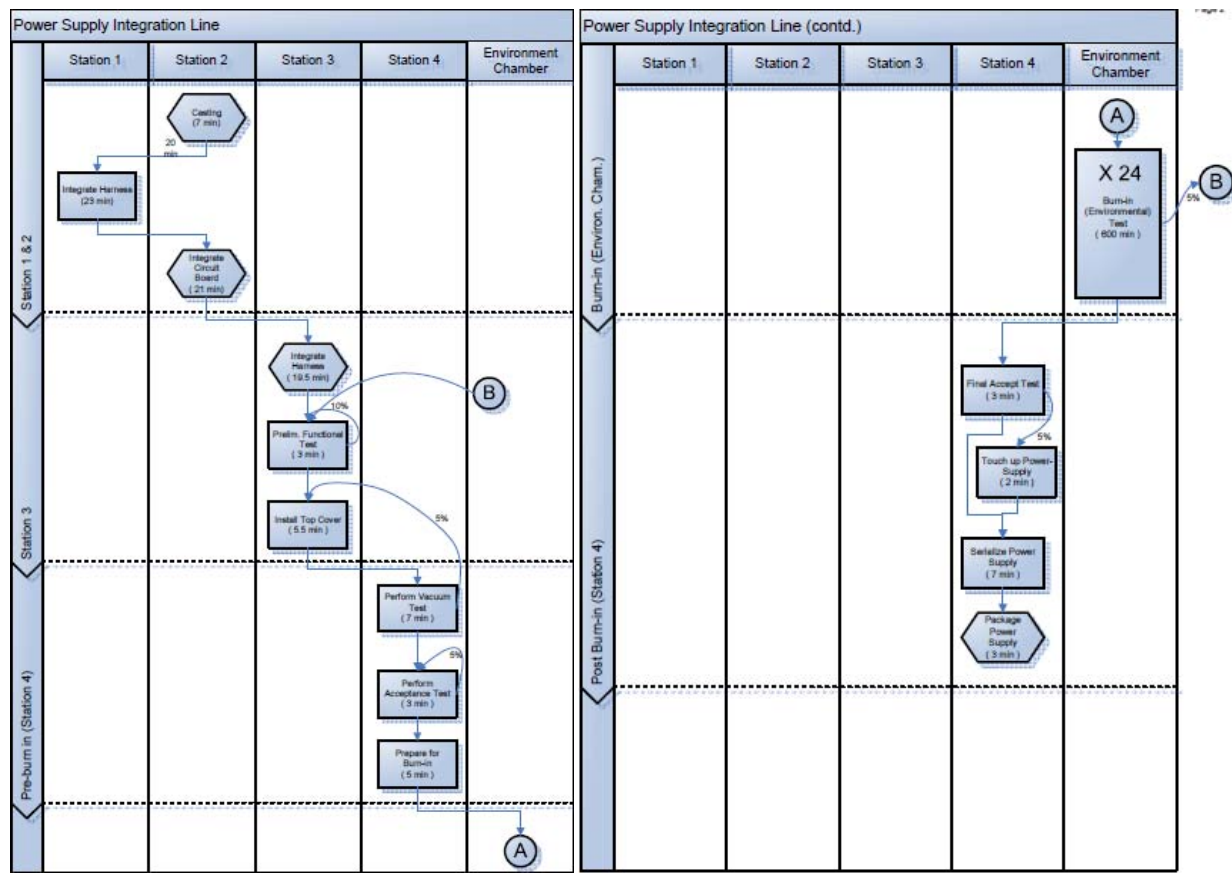 Power Supply Integration Line
Station 1
Station 2
Station 3
Station 4
Environment
Chamber
Station 1 & 2
Casting
(7 min)
20
min
Integrate Harness
(23 min)
Integrate
Circuit
Board
( 21 min)
Station 3
Integrate
Harness
( 19.5 min)
B
10%
Prelim. Functional
Test
( 3 min )
Install Top Cover
( 5.5 min )
5%
Pre-burn in (Station 4)
Perform Vacuum
Test
( 7 min )
5%
Perform
Acceptance Test
( 3 min )
Prepare for
Burn-in
( 5 min )
A
Page 2
Power Supply Integration Line (contd.)
Station 1
Station 2
Station 3
Station 4
Environment
Chamber
Burn-in (Environ. Cham.)
A
X 24
Burn-in
(Environmental)
Test
( 600 min )
5%
B
Post Burn-in (Station 4)
Final Accept Test
( 3 min )
5%
Touch up Power-
Supply
( 2 min )
Serialize Power
Supply
( 7 min )
Package
Power
Supply
( 3 min )